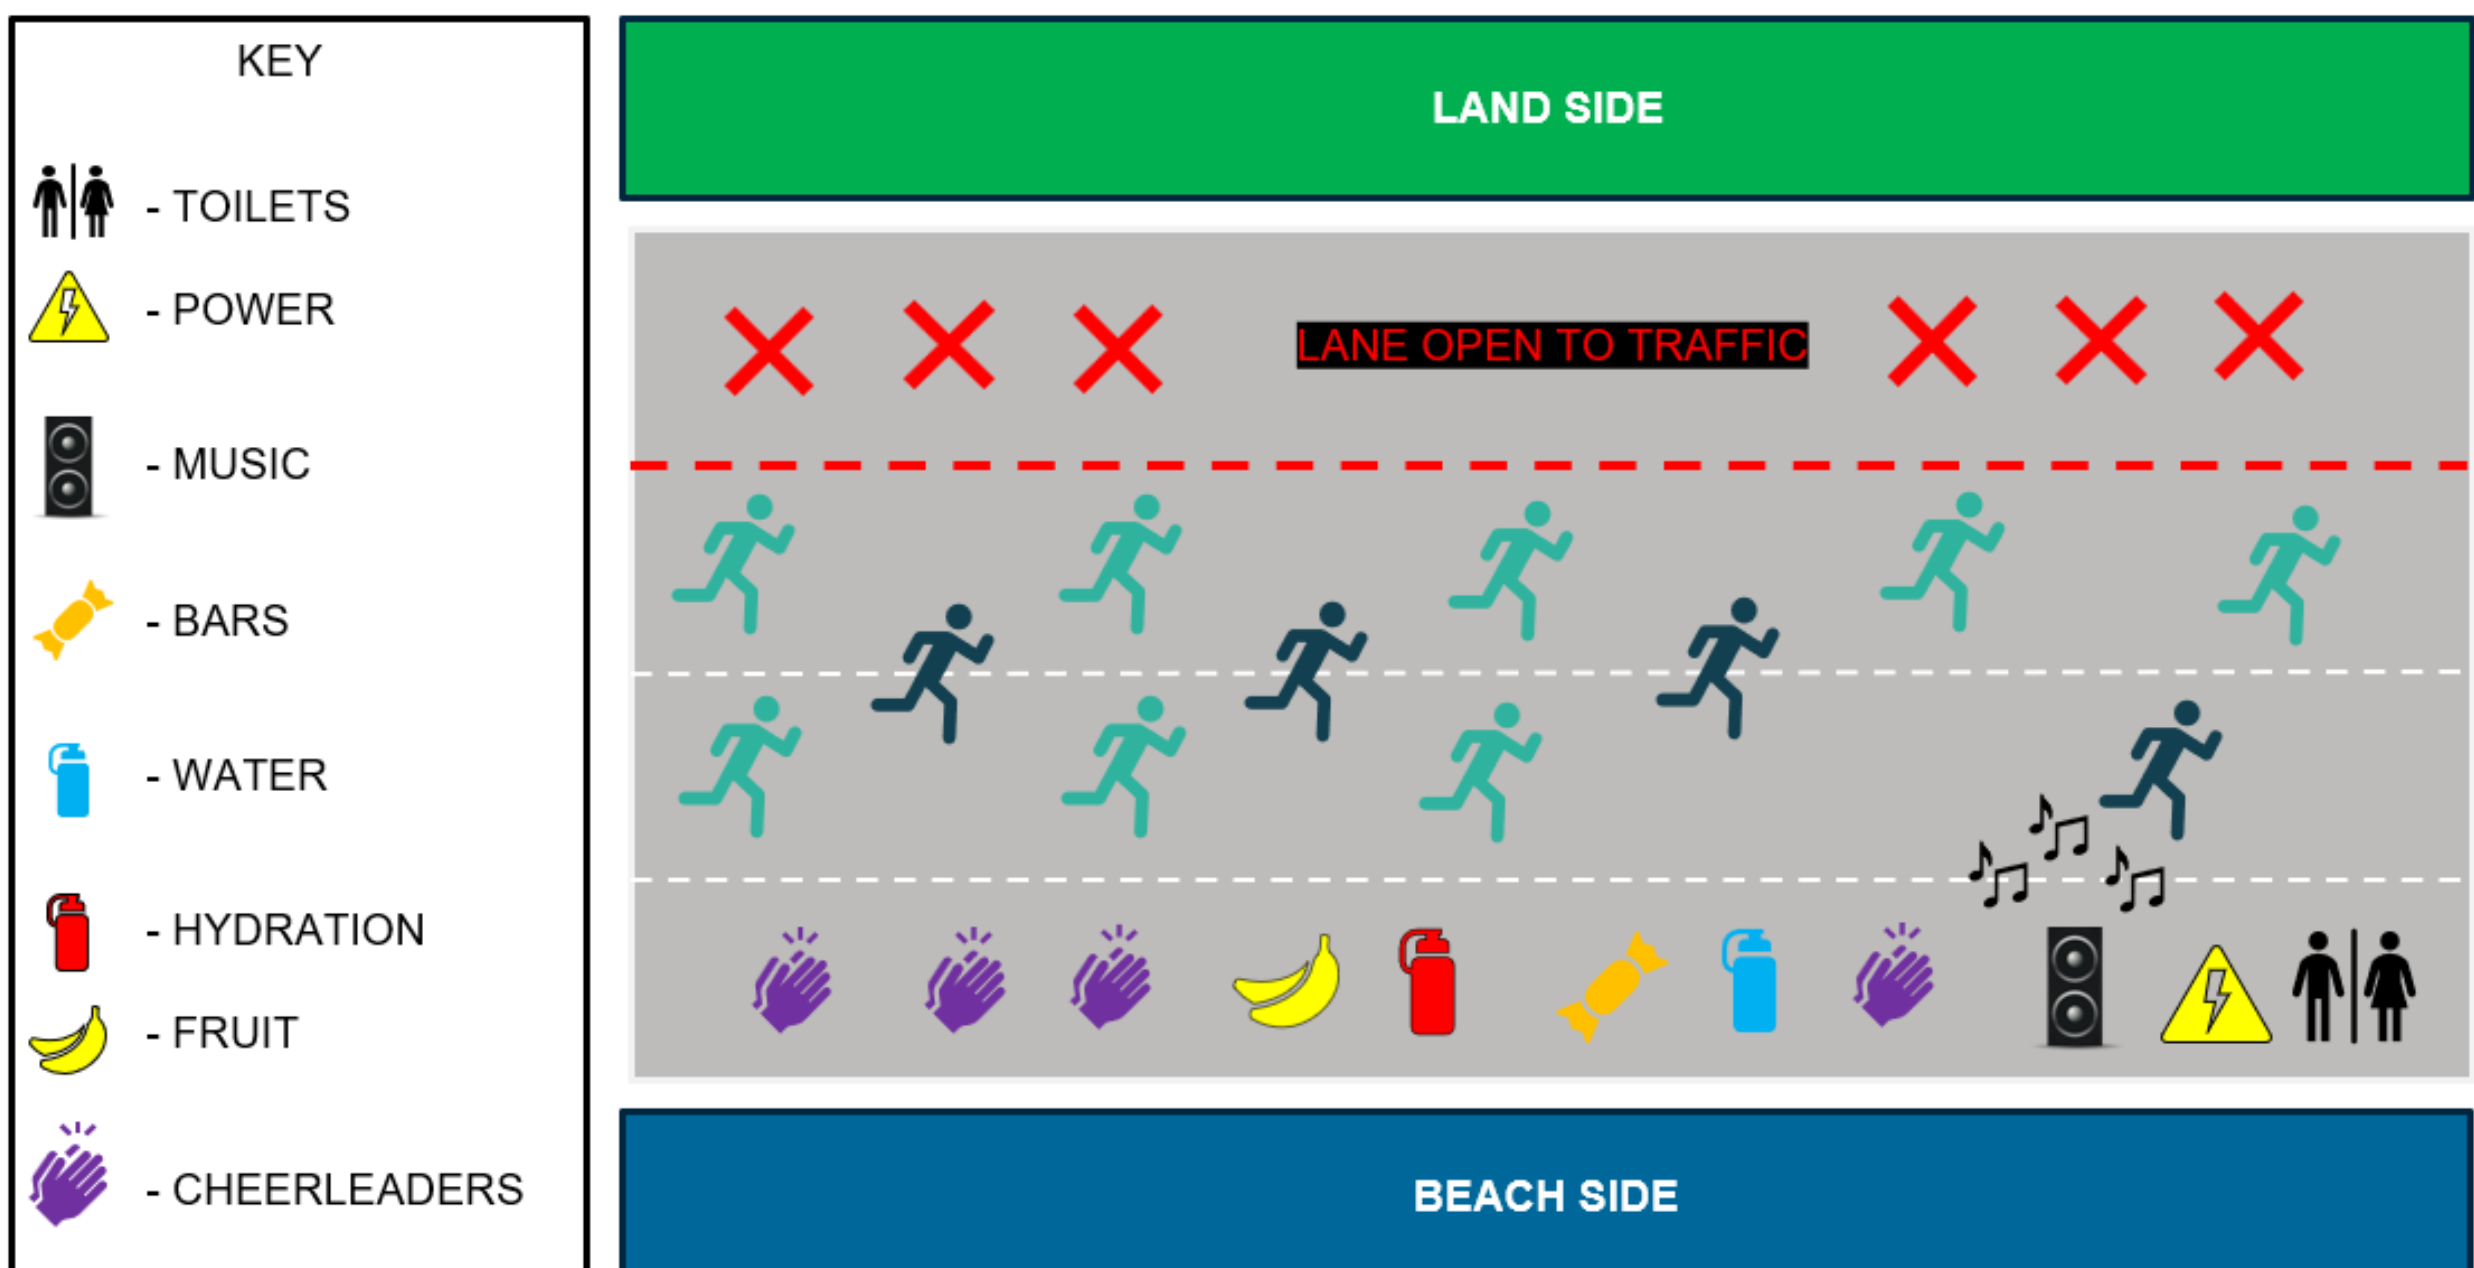 KEY
- TOILETS
- POWER
- MUSIC
- BARS
- WATER
- HYDRATION
- FRUIT
- CHEERLEADERS
LAND SIDE
LANE OPEN TO TRAFFIC
BEACH SIDE